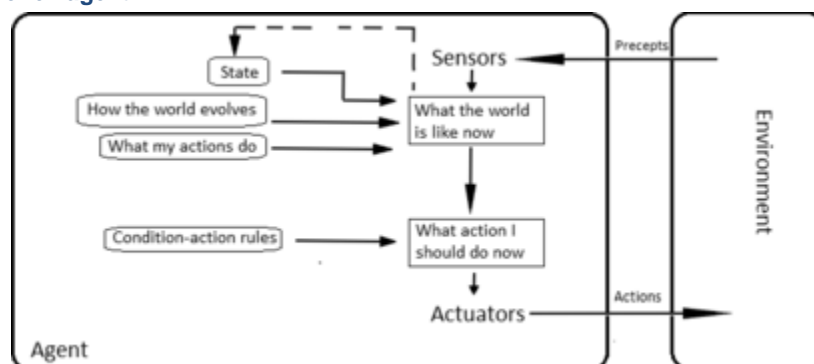 Sensors
Precepts
State
How the world evolves
What the world
is like now
What my actions do
Environment
Condition-action rules
What action I
should do now
Actuators
Actions
Agent